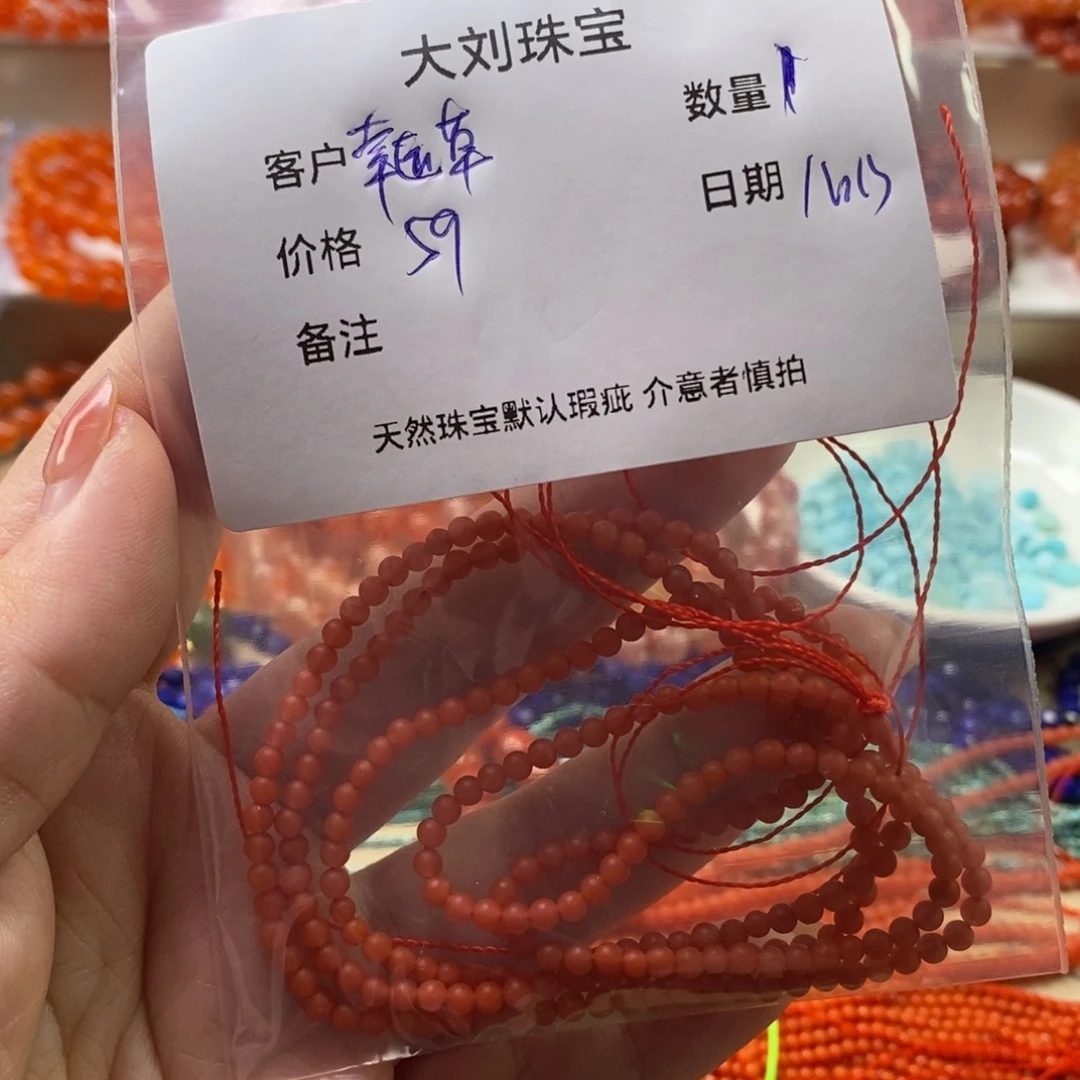 大刘珠宝
数量 1
客户 幸运草
日期 1013
价格 59
备注
天然珠宝默认瑕疵 介意者慎拍